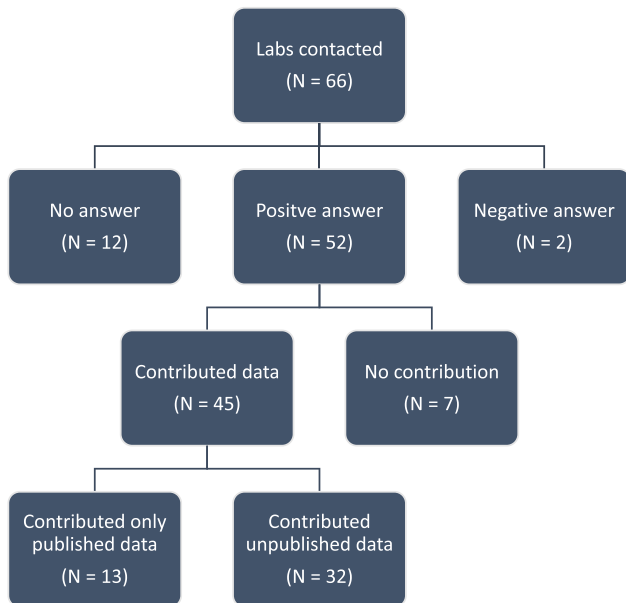 Labs contacted
(N = 66)
No answer
(N = 12)
Positve answer
(N = 52)
Negative answer
(N = 2)
Contributed data
(N = 45)
No contribution
(N = 7)
Contributed only
published data
(N = 13)
Contributed
unpublished data
(N = 32)